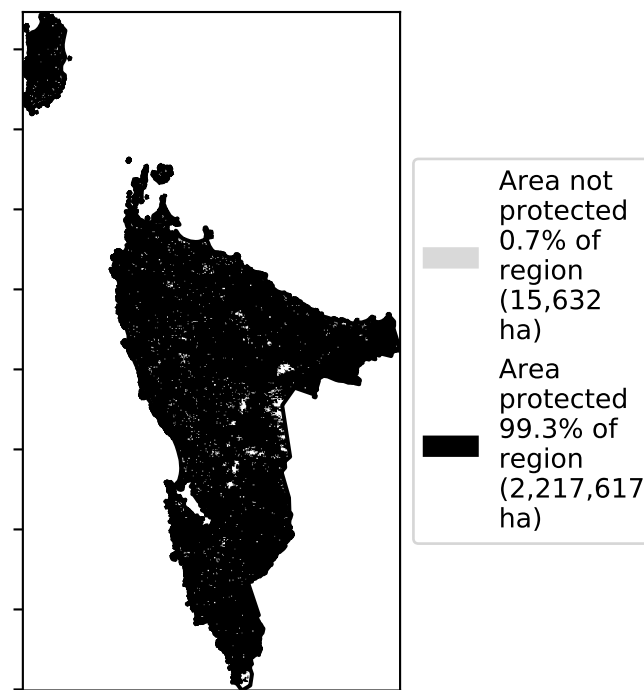 Area not
protected
0.7% of
region
(15,632
ha)
Area
protected
99.3% of
region
(2,217,617
ha)